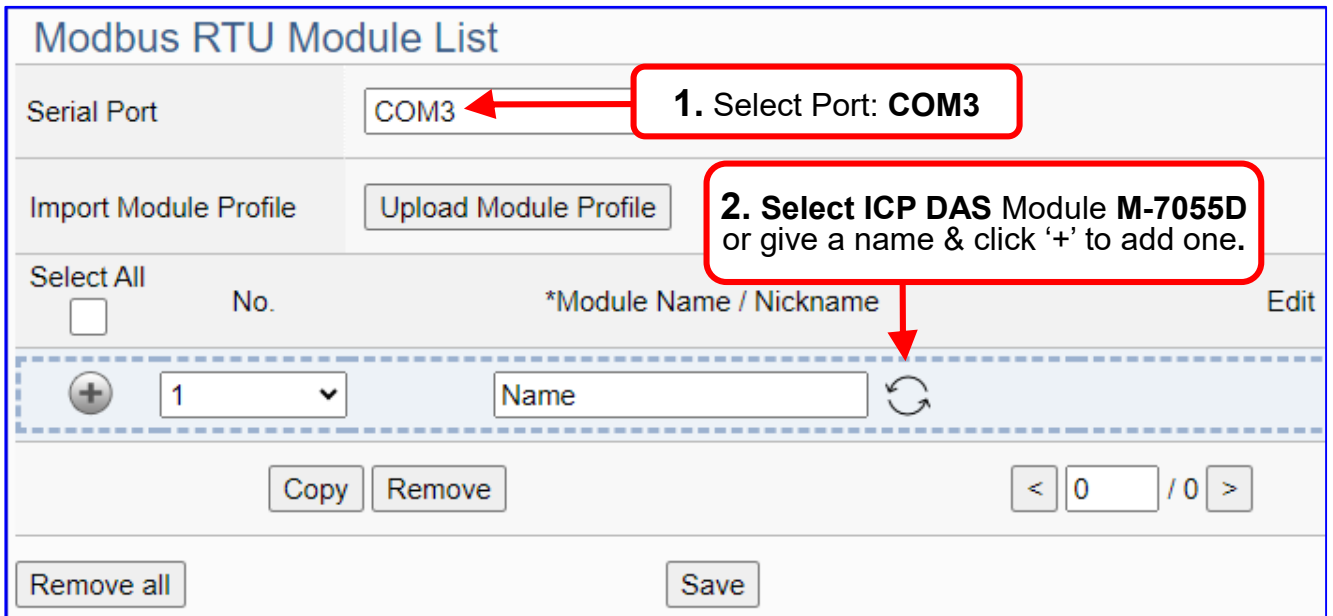 Modbus RTU Module List
Serial Port
COM3
1. Select Port: COM3
Import Module Profile
Upload Module Profile
2. Select ICP DAS Module M-7055D
or give a name & click ‘+’ to add one.
Select All
No.
*Module Name / Nickname
Edit
1
Name
Copy
Remove
<
0
/ 0
>
Remove all
Save